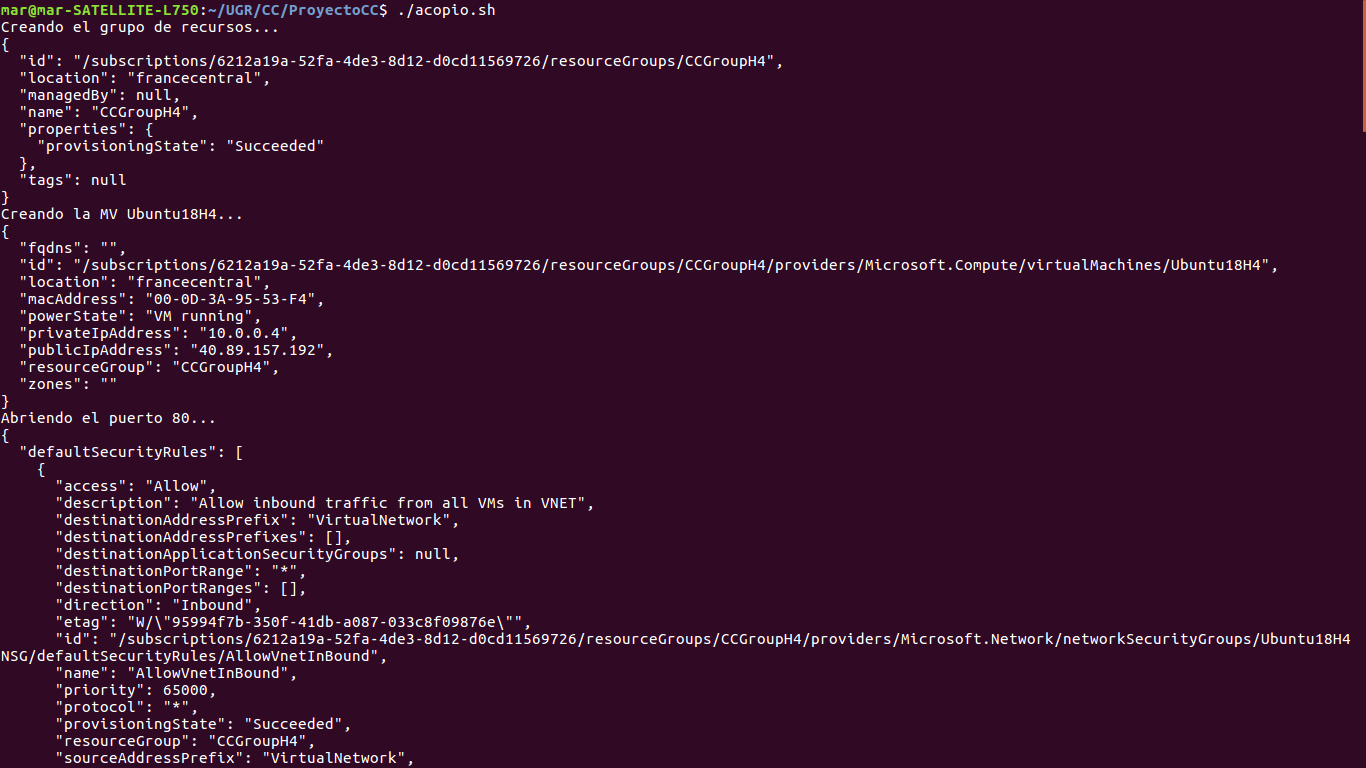 mar@mar-SATELLITE-L750:~/UGR/CC/ProyectoCC$ ./acopio.sh
Creando el grupo de recursos...
{
  "id": "/subscriptions/6212a19a-52fa-4de3-8d12-d0cd11569726/resourceGroups/CCGroupH4",
  "location": "francecentral",
  "managedBy": null,
  "name": "CCGroupH4",
  "properties": {
    "provisioningState": "Succeeded"
  },
  "tags": null
}
Creando la MV Ubuntu18H4...
{
  "fqdns": "",
  "id": "/subscriptions/6212a19a-52fa-4de3-8d12-d0cd11569726/resourceGroups/CCGroupH4/providers/Microsoft.Compute/virtualMachines/Ubuntu18H4",
  "location": "francecentral",
  "macAddress": "00-0D-3A-95-53-F4",
  "powerState": "VM running",
  "privateIpAddress": "10.0.0.4",
  "publicIpAddress": "40.89.157.192",
  "resourceGroup": "CCGroupH4",
  "zones": ""
}
Abriendo el puerto 80...
{
  "defaultSecurityRules": [
    {
      "access": "Allow",
      "description": "Allow inbound traffic from all VMs in VNET",
      "destinationAddressPrefix": "VirtualNetwork",
      "destinationAddressPrefixes": [],
      "destinationApplicationSecurityGroups": null,
      "destinationPortRange": "*",
      "destinationPortRanges": [],
      "direction": "Inbound",
      "etag": "W/\"95994f7b-350f-41db-a087-033c8f09876e\"",
      "id": "/subscriptions/6212a19a-52fa-4de3-8d12-d0cd11569726/resourceGroups/CCGroupH4/providers/Microsoft.Network/networkSecurityGroups/Ubuntu18H4
NSG/defaultSecurityRules/AllowVnetInBound",
      "name": "AllowVnetInBound",
      "priority": 65000,
      "protocol": "*",
      "provisioningState": "Succeeded",
      "resourceGroup": "CCGroupH4",
      "sourceAddressPrefix": "VirtualNetwork",